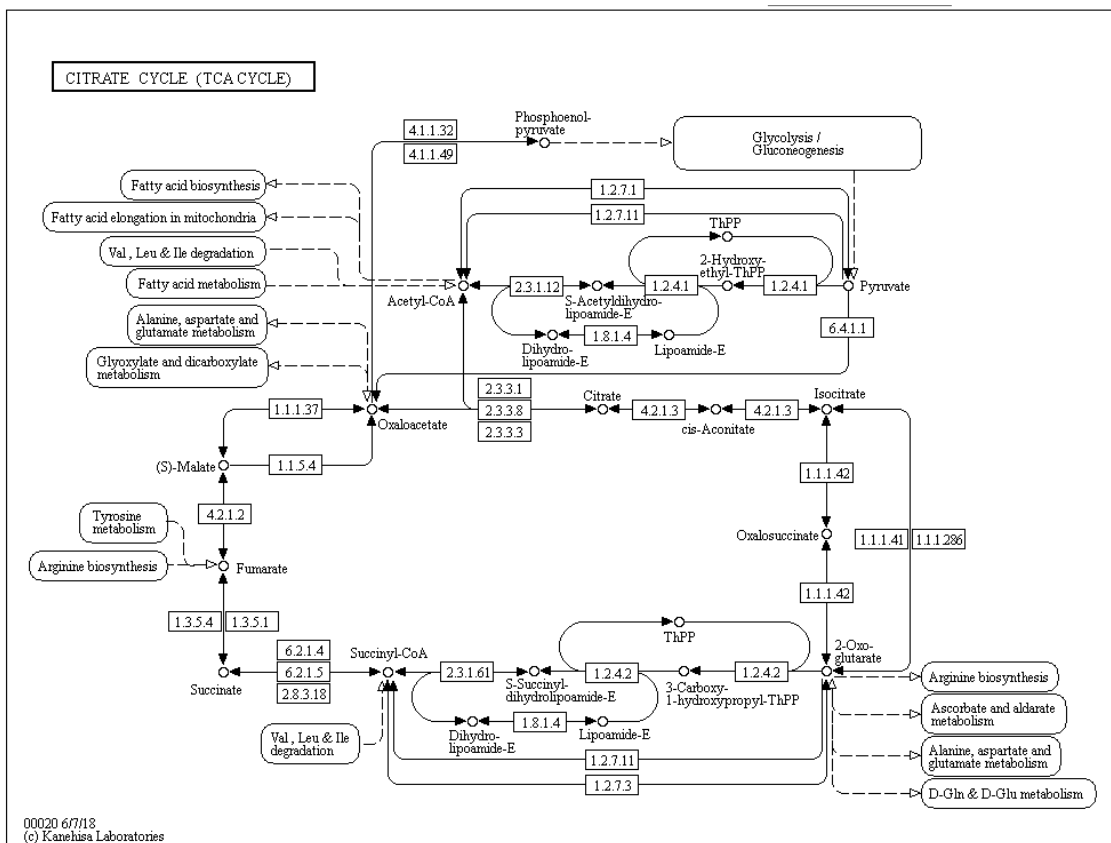 CITRATE CYCLE (TCA CYCLE)
Phosphoenol-
pyruvate
4.1.1.32
4.1.1.49
Glycolysis /
Gluconeogenesis
Fatty acid biosynthesis
Fatty acid elongation in mitochondria
Val , Leu & Ile degradation
Fatty acid metabolism
1.2.7.1
1.2.7.11
ThPP
2-Hydroxy-
ethyl-ThPP
Acetyl-CoA
2.3.1.12
S-Acetyldihydro-
lipoamide-E
1.2.4.1
1.2.4.1
Pyruvate
Dihydro-
lipoamide-E
1.8.1.4
Lipoamide-E
6.4.1.1
Alanine, aspartate and
glutamate metabolism
Glyoxylate and dicarboxylate
metabolism
1.1.1.37
Oxaloacetate
2.3.3.1
2.3.3.8
2.3.3.3
Citrate
4.2.1.3
cis-Aconitate
4.2.1.3
Isocitrate
(S)-Malate
1.1.5.4
1.1.1.42
4.2.1.2
Tyrosine
metabolism
Arginine biosynthesis
Fumarate
Oxalosuccinate
1.1.1.41
1.1.1.286
1.1.1.42
1.3.5.4
1.3.5.1
Succinate
6.2.1.4
6.2.1.5
2.8.3.18
Succinyl-CoA
2.3.1.61
S-Succinyl-
dihydrolipoamide-E
ThPP
1.2.4.2
3-Carboxy-
1-hydroxypropyl-ThPP
1.2.4.2
2-Oxo-
glutarate
Dihydro-
lipoamide-E
1.8.1.4
Lipoamide-E
Val , Leu & Ile
degradation
1.2.7.11
1.2.7.3
Arginine biosynthesis
Ascorbate and aldarate
metabolism
Alanine, aspartate and
glutamate metabolism
D-Gln & D-Glu metabolism
00020 6/7/18
(c) Kanehisa Laboratories